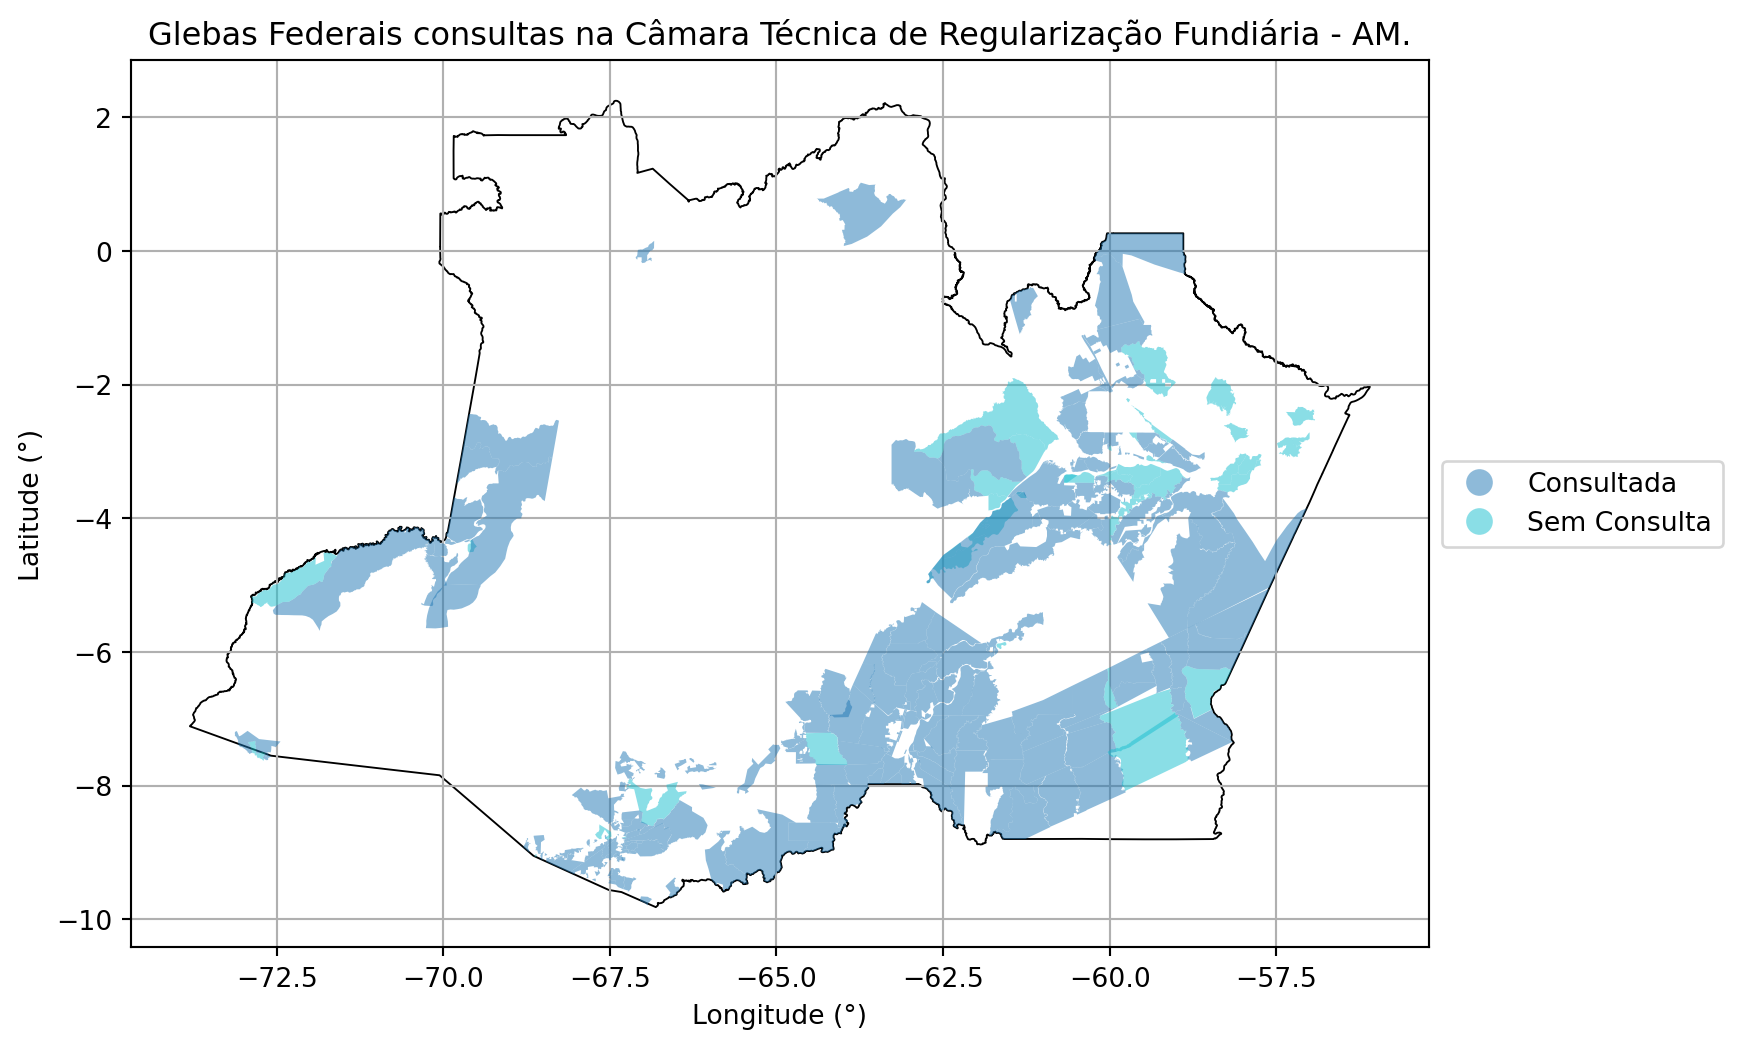 Glebas Federais consultas na Câmara Técnica de Regularização Fundiária - AM.
2
0
−2
−4
−6
−8
−10
Latitude (°)
−72.5
−70.0
−67.5
−65.0
−62.5
−60.0
−57.5
Longitude (°)
Consultada
Sem Consulta